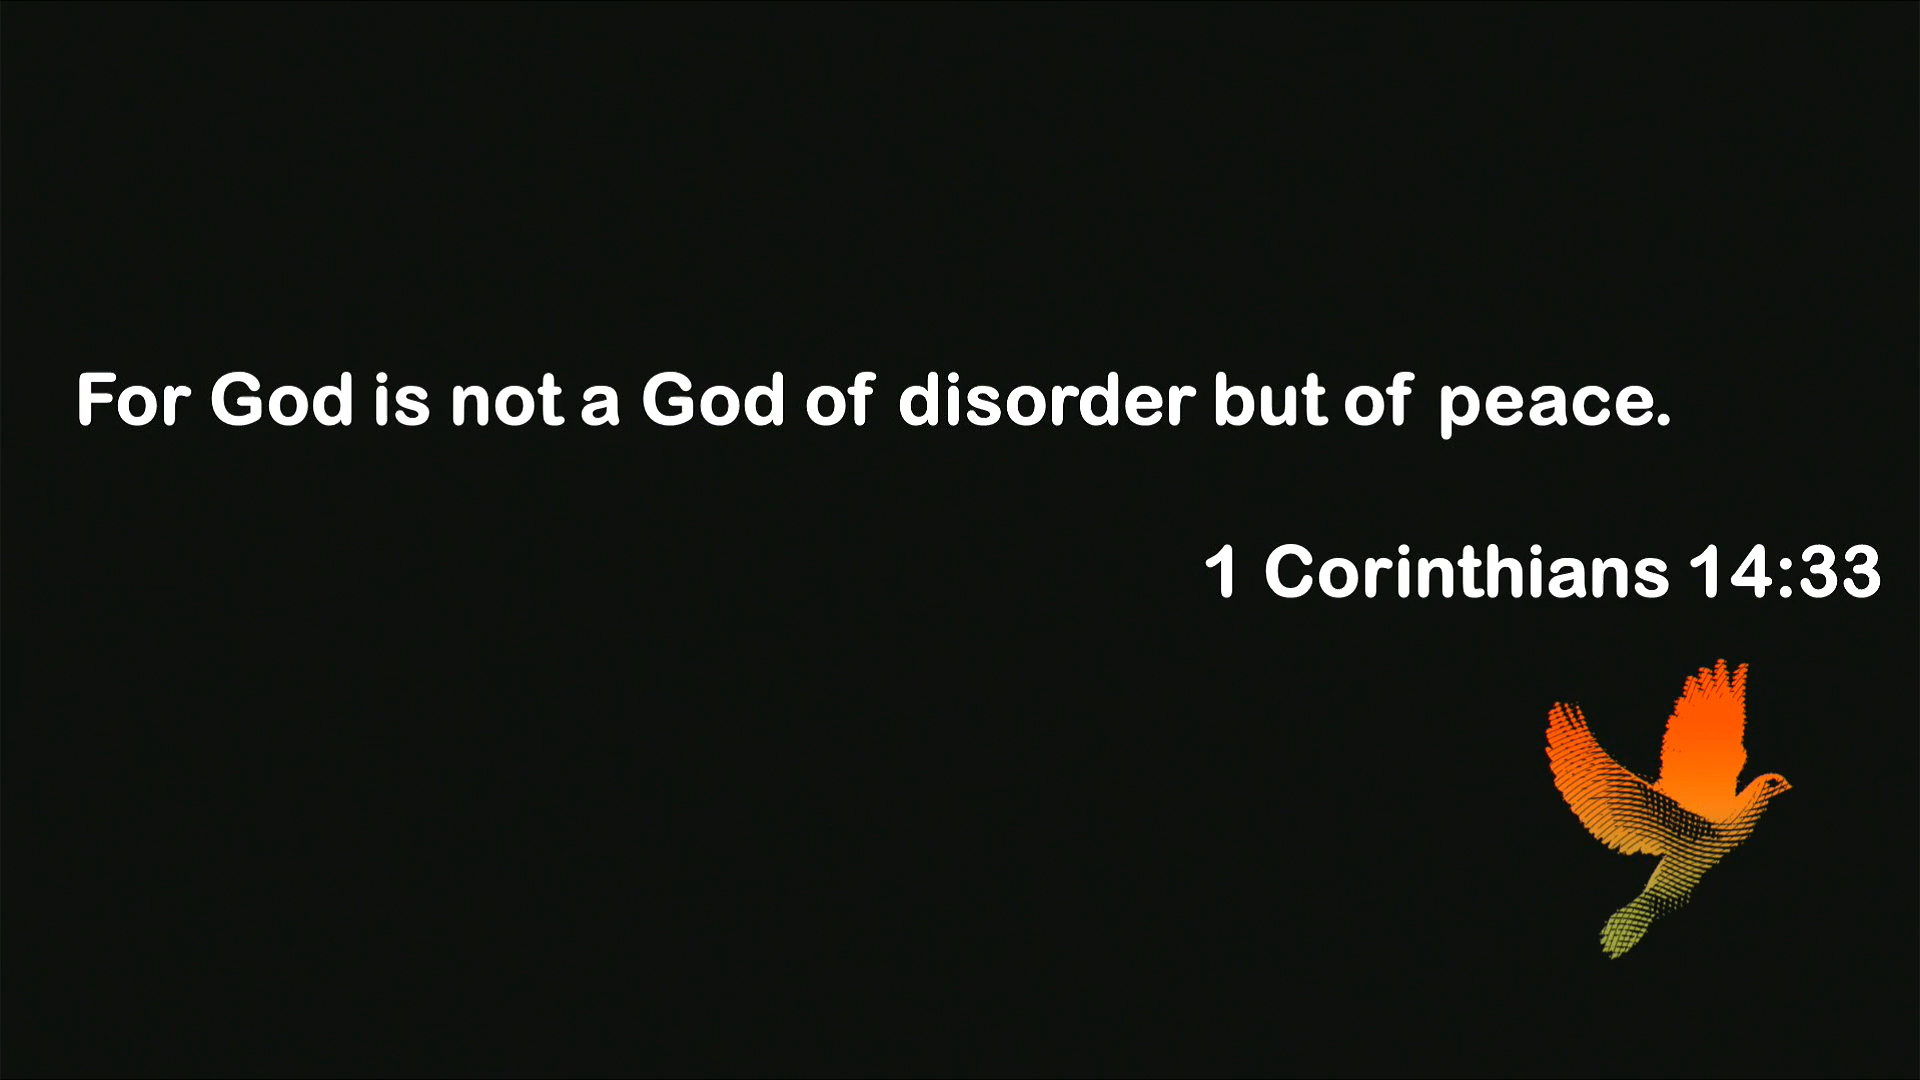 For God is not a God of disorder but of peace.
1 Corinthians 14:33